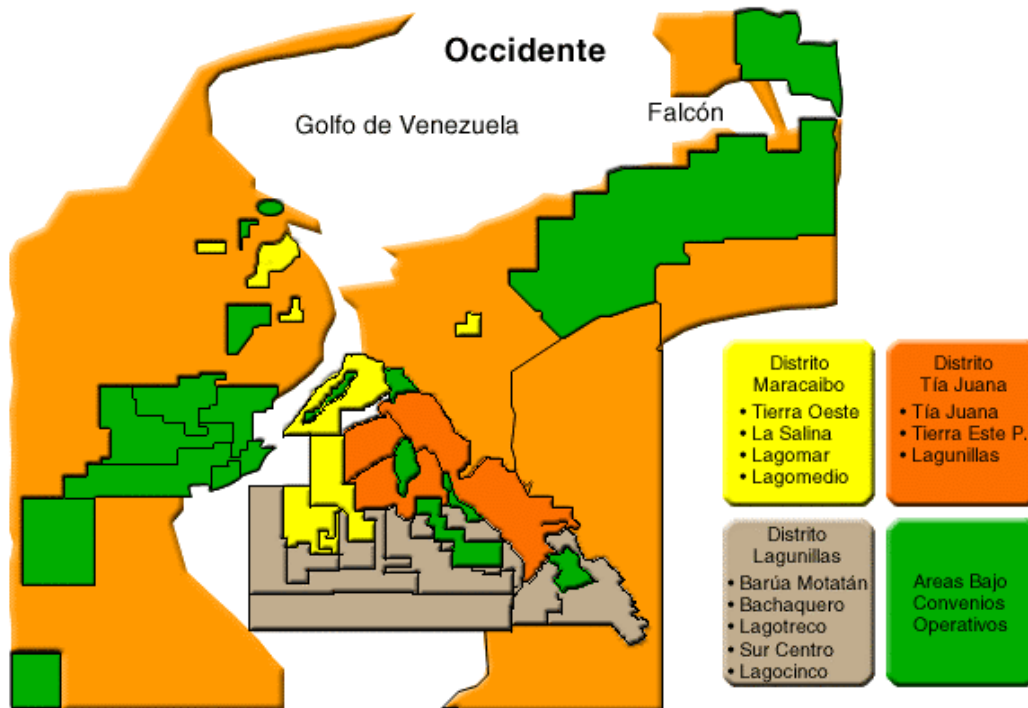 Occidente
Golfo de Venezuela
Falcón
Distrito
Maracaibo
• Tierra Oeste
• La Salina
• Lagomar
• Lagomedio
Distrito
Tía Juana
• Tía Juana
• Tierra Este P.
• Lagunillas
Distrito
Lagunillas
• Barúa Motatán
• Bachaquero
• Lagotreco
• Sur Centro
• Lagocinco
Areas Bajo
Convenios
Operativos